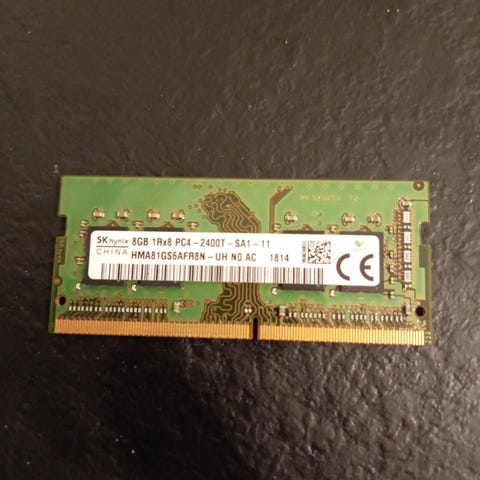 SK hynix 8GB 1Rx8 PC4-2400T-SA1-11
CHINA HMA81GS6AFR8N-UH N0 AC 1814
CE